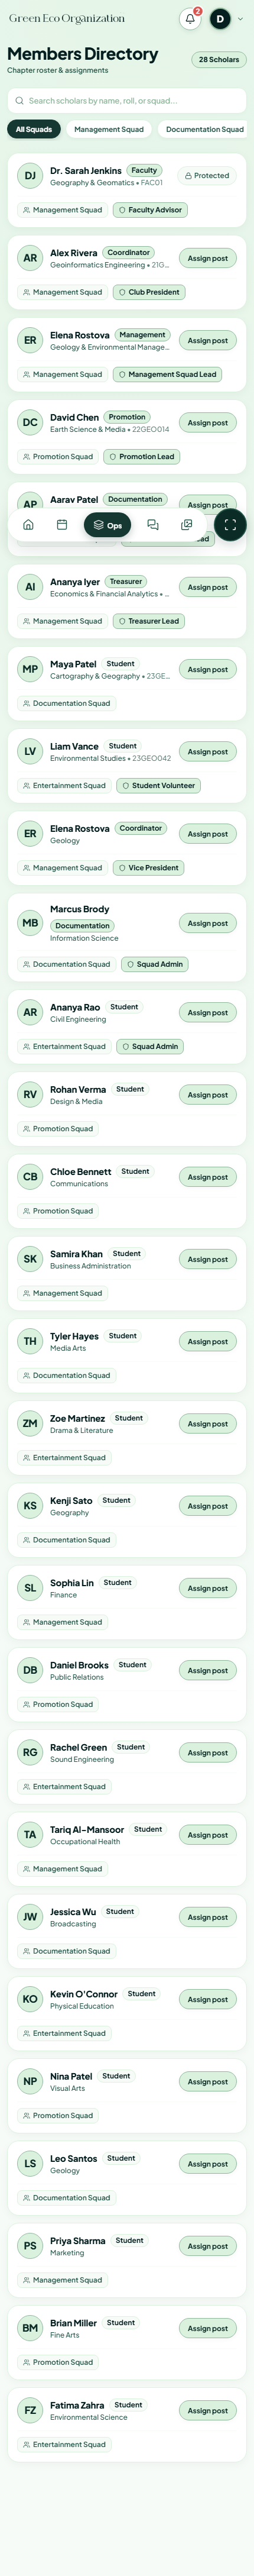 Green Eco Organization
2
D
Members Directory
Chapter roster & assignments
28 Scholars
Search scholars by name, roll, or squad...
All Squads
Management Squad
Documentation Squad
DJ
Dr. Sarah Jenkins
Faculty
Geography & Geomatics • FAC01
Protected
Management Squad
Faculty Advisor
AR
Alex Rivera
Coordinator
Geoinformatics Engineering • 21G...
Assign post
Management Squad
Club President
ER
Elena Rostova
Management
Geology & Environmental Manage...
Assign post
Management Squad
Management Squad Lead
DC
David Chen
Promotion
Earth Science & Media • 22GEO014
Assign post
Promotion Squad
Promotion Lead
AP
Aarav Patel
Documentation
Assign post
Ops
AI
Ananya Iyer
Treasurer
Economics & Financial Analytics • ...
Assign post
Management Squad
Treasurer Lead
MP
Maya Patel
Student
Cartography & Geography • 23GE...
Assign post
Documentation Squad
LV
Liam Vance
Student
Environmental Studies • 23GEO042
Assign post
Entertainment Squad
Student Volunteer
ER
Elena Rostova
Coordinator
Geology
Assign post
Management Squad
Vice President
MB
Marcus Brody
Documentation
Information Science
Assign post
Documentation Squad
Squad Admin
AR
Ananya Rao
Student
Civil Engineering
Assign post
Entertainment Squad
Squad Admin
RV
Rohan Verma
Student
Design & Media
Assign post
Promotion Squad
CB
Chloe Bennett
Student
Communications
Assign post
Promotion Squad
SK
Samira Khan
Student
Business Administration
Assign post
Management Squad
TH
Tyler Hayes
Student
Media Arts
Assign post
Documentation Squad
ZM
Zoe Martinez
Student
Drama & Literature
Assign post
Entertainment Squad
KS
Kenji Sato
Student
Geography
Assign post
Documentation Squad
SL
Sophia Lin
Student
Finance
Assign post
Management Squad
DB
Daniel Brooks
Student
Public Relations
Assign post
Promotion Squad
RG
Rachel Green
Student
Sound Engineering
Assign post
Entertainment Squad
TA
Tariq Al-Mansoor
Student
Occupational Health
Assign post
Management Squad
JW
Jessica Wu
Student
Broadcasting
Assign post
Documentation Squad
KO
Kevin O'Connor
Student
Physical Education
Assign post
Entertainment Squad
NP
Nina Patel
Student
Visual Arts
Assign post
Promotion Squad
LS
Leo Santos
Student
Geology
Assign post
Documentation Squad
PS
Priya Sharma
Student
Marketing
Assign post
Management Squad
BM
Brian Miller
Student
Fine Arts
Assign post
Promotion Squad
FZ
Fatima Zahra
Student
Environmental Science
Assign post
Entertainment Squad